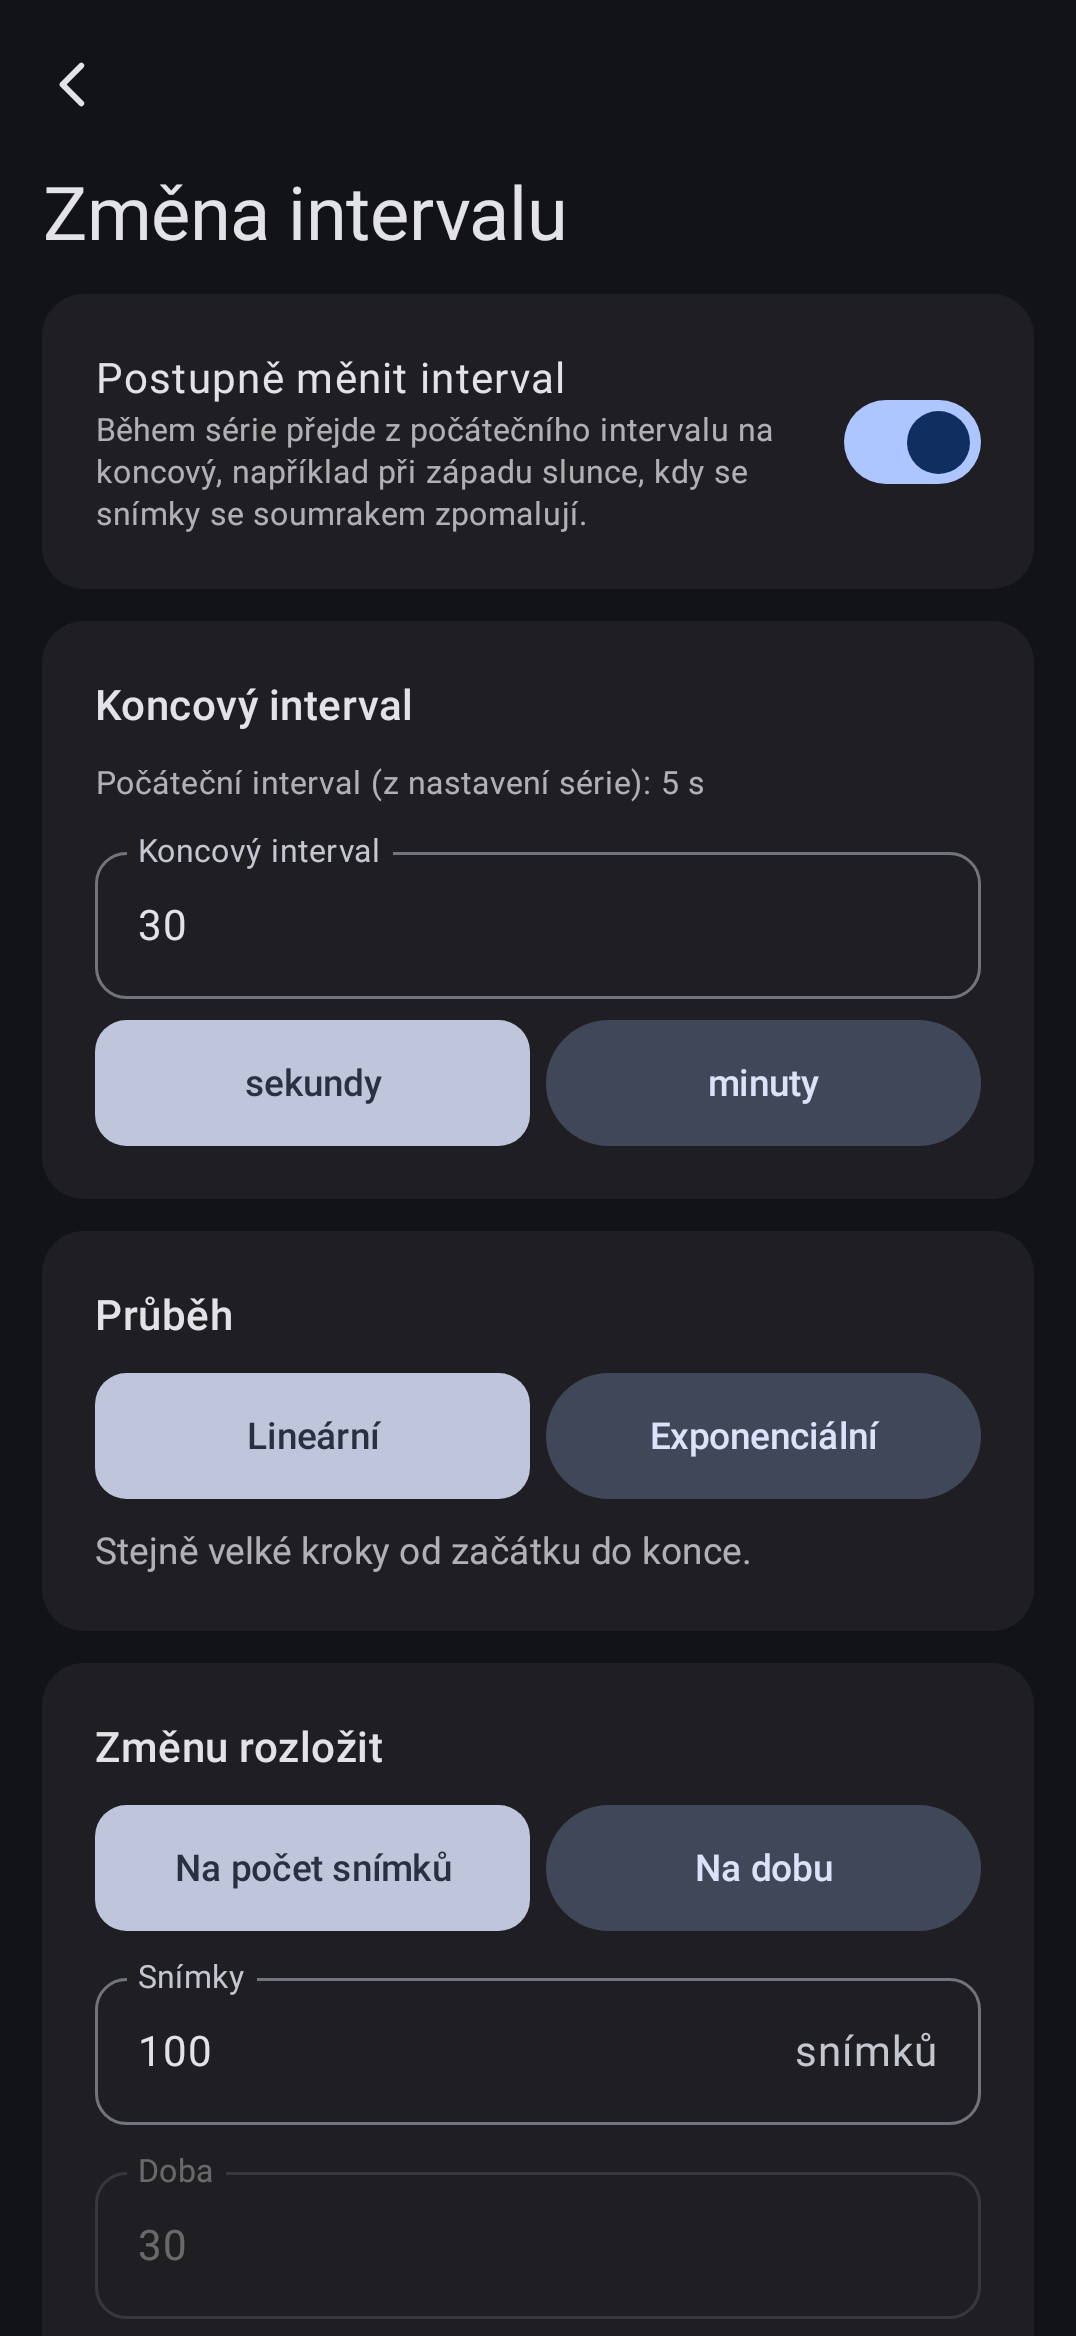 Změna intervalu
Postupně měnit interval
Během série přejde z počátečního intervalu na
koncový, například při západu slunce, kdy se
snímky se soumrakem zpomalují.
Koncový interval
Počáteční interval (z nastavení série): 5 s
Koncový interval
30
sekundy
minuty
Průběh
Lineární
Exponenciální
Stejně velké kroky od začátku do konce.
Změnu rozložit
Na počet snímků
Na dobu
Snímky
100 snímků
Doba
30